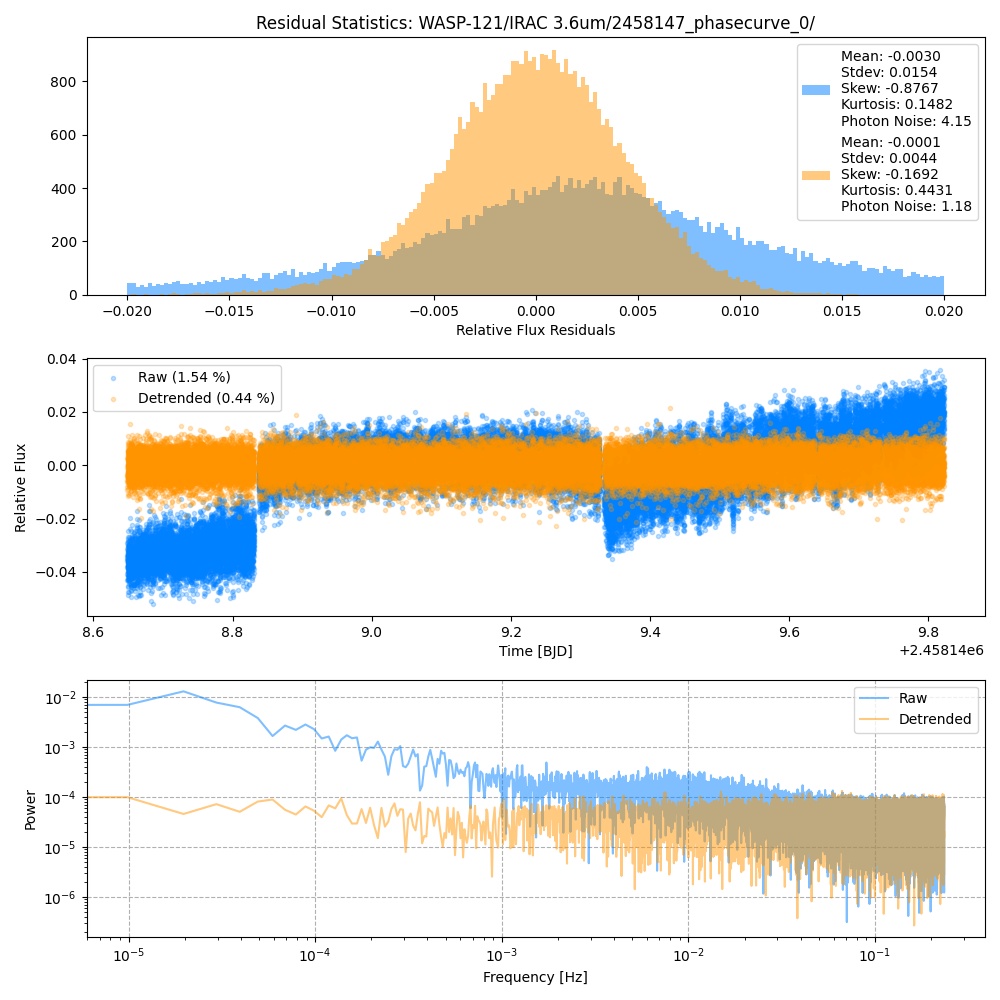 Residual Statistics: WASP-121/IRAC 3.6um/2458147_phasecurve_0/
Mean: -0.0030
Stdev: 0.0154
Skew: -0.8767
Kurtosis: 0.1482
Photon Noise: 4.15
Mean: -0.0001
Stdev: 0.0044
Skew: -0.1692
Kurtosis: 0.4431
Photon Noise: 1.18
800
600
400
200
0
−0.020 −0.015 −0.010 −0.005 0.000 0.005 0.010 0.015 0.020
Relative Flux Residuals
Raw (1.54 %)
Detrended (0.44 %)
0.04
0.02
0.00
−0.02
−0.04
Relative Flux
8.6 8.8 9.0 9.2 9.4 9.6 9.8
Time [BJD]
+2.45814e6
Raw
Detrended
10⁻²
10⁻³
10⁻⁴
10⁻⁵
10⁻⁶
Power
10⁻⁵ 10⁻⁴ 10⁻³ 10⁻² 10⁻¹
Frequency [Hz]